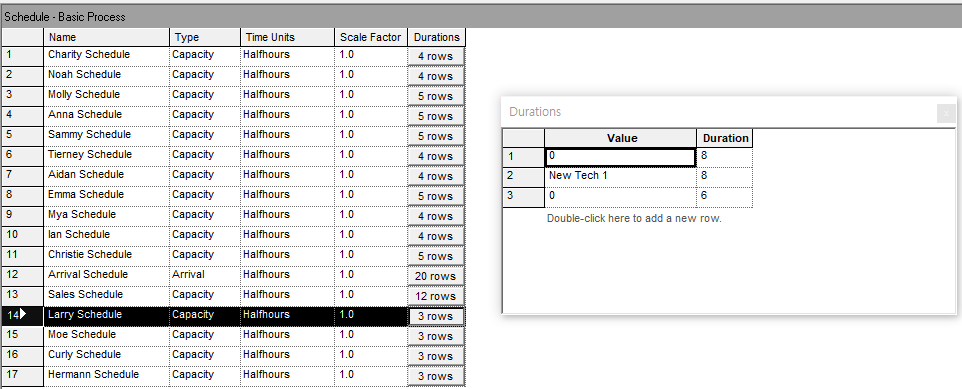 Schedule - Basic Process
Name Type Time Units Scale Factor Durations
1 Charity Schedule Capacity Halfhours 1.0 4 rows
2 Noah Schedule Capacity Halfhours 1.0 4 rows
3 Molly Schedule Capacity Halfhours 1.0 5 rows
4 Anna Schedule Capacity Halfhours 1.0 5 rows
5 Sammy Schedule Capacity Halfhours 1.0 5 rows
6 Tierney Schedule Capacity Halfhours 1.0 4 rows
7 Aidan Schedule Capacity Halfhours 1.0 4 rows
8 Emma Schedule Capacity Halfhours 1.0 5 rows
9 Mya Schedule Capacity Halfhours 1.0 4 rows
10 Ian Schedule Capacity Halfhours 1.0 4 rows
11 Christie Schedule Capacity Halfhours 1.0 5 rows
12 Arrival Schedule Arrival Halfhours 1.0 20 rows
13 Sales Schedule Capacity Halfhours 1.0 12 rows
14 Larry Schedule Capacity Halfhours 1.0 3 rows
15 Moe Schedule Capacity Halfhours 1.0 3 rows
16 Curly Schedule Capacity Halfhours 1.0 3 rows
17 Hermann Schedule Capacity Halfhours 1.0 3 rows
Durations x
Value Duration
1 0 8
2 New Tech 1 8
3 0 6
Double-click here to add a new row.